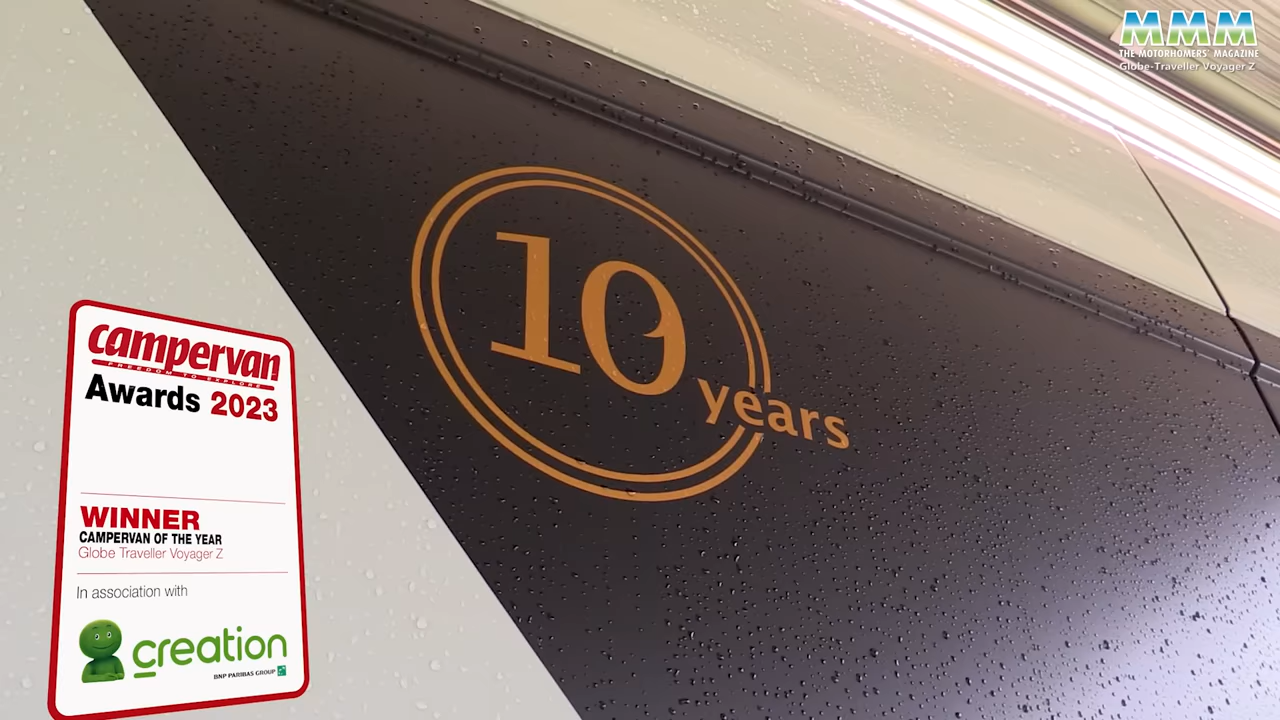 MMM
THE MOTORHOMERS' MAGAZINE
Globe-Traveller Voyager Z
10
years
campervan
FREEDOM TO EXPLORE
Awards 2023
WINNER
CAMPERVAN OF THE YEAR
Globe Traveller Voyager Z
In association with
creation
BNP PARIBAS GROUP